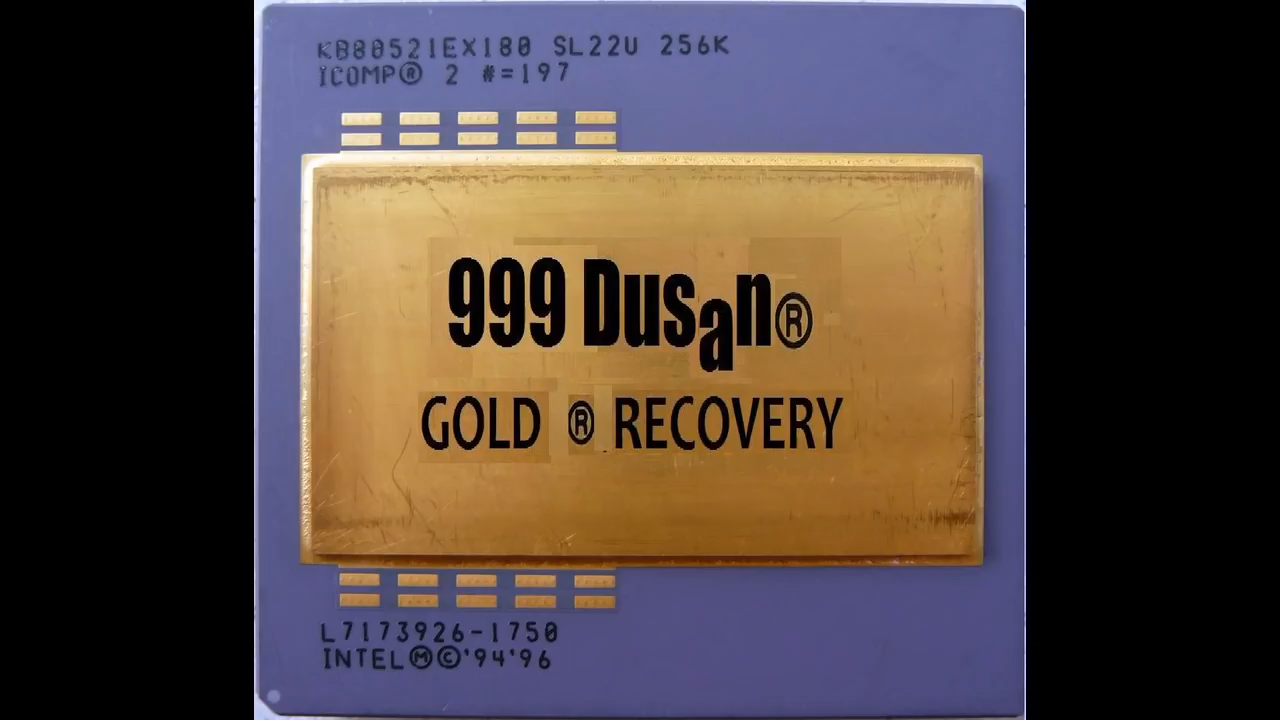 KB80521EX180 SL22U 256K
ICOMP® 2 #=197
999 Dusan®
GOLD ® RECOVERY
L7173926-1750
INTEL Ⓜ©'94'96